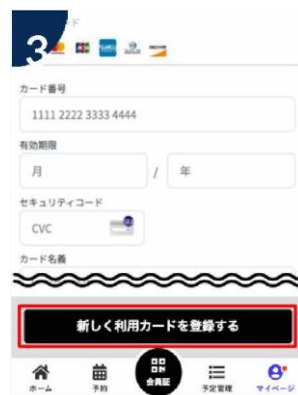 3
ド
カード番号
1111 2222 3333 4444
有効期限
月 / 年
セキュリティコード
CVC
カード名義
新しく利用カードを登録する
ホーム 予約 会員証 予定管理 マイページ